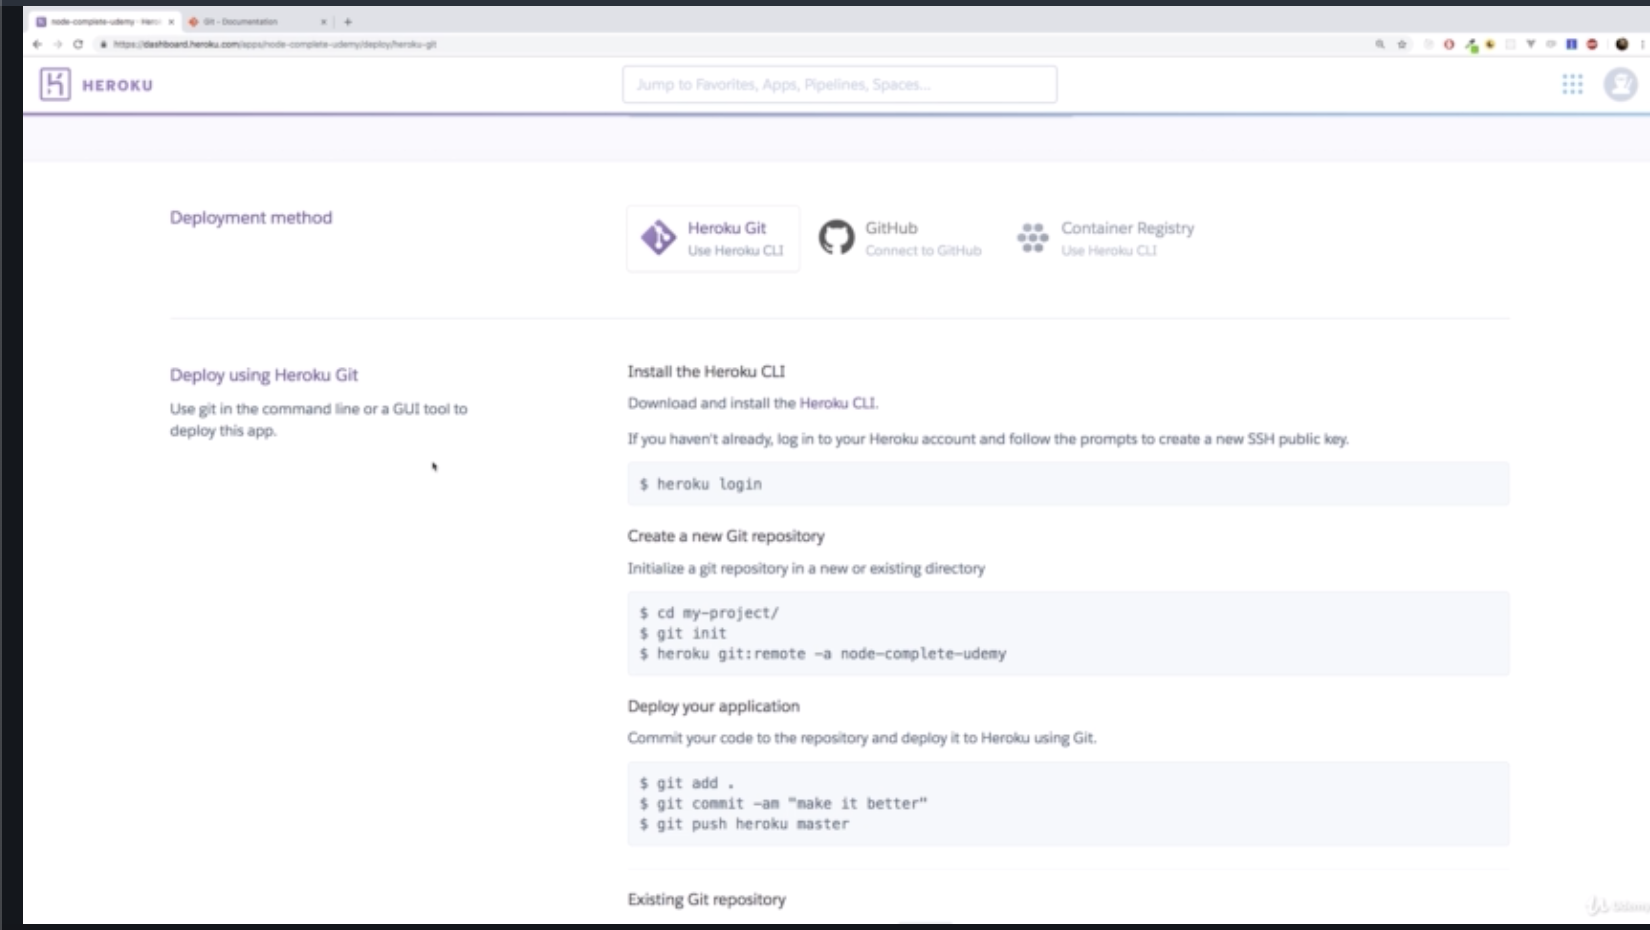 node-complete-udemy · Hero
Git - Documentation
https://dashboard.heroku.com/apps/node-complete-udemy/deploy/heroku-git
HEROKU
Jump to Favorites, Apps, Pipelines, Spaces...
Deployment method
Heroku Git
Use Heroku CLI
GitHub
Connect to GitHub
Container Registry
Use Heroku CLI
Deploy using Heroku Git
Use git in the command line or a GUI tool to
deploy this app.
Install the Heroku CLI
Download and install the Heroku CLI.
If you haven't already, log in to your Heroku account and follow the prompts to create a new SSH public key.
$ heroku login
Create a new Git repository
Initialize a git repository in a new or existing directory
$ cd my-project/
$ git init
$ heroku git:remote -a node-complete-udemy
Deploy your application
Commit your code to the repository and deploy it to Heroku using Git.
$ git add .
$ git commit -am "make it better"
$ git push heroku master
Existing Git repository
Udemy